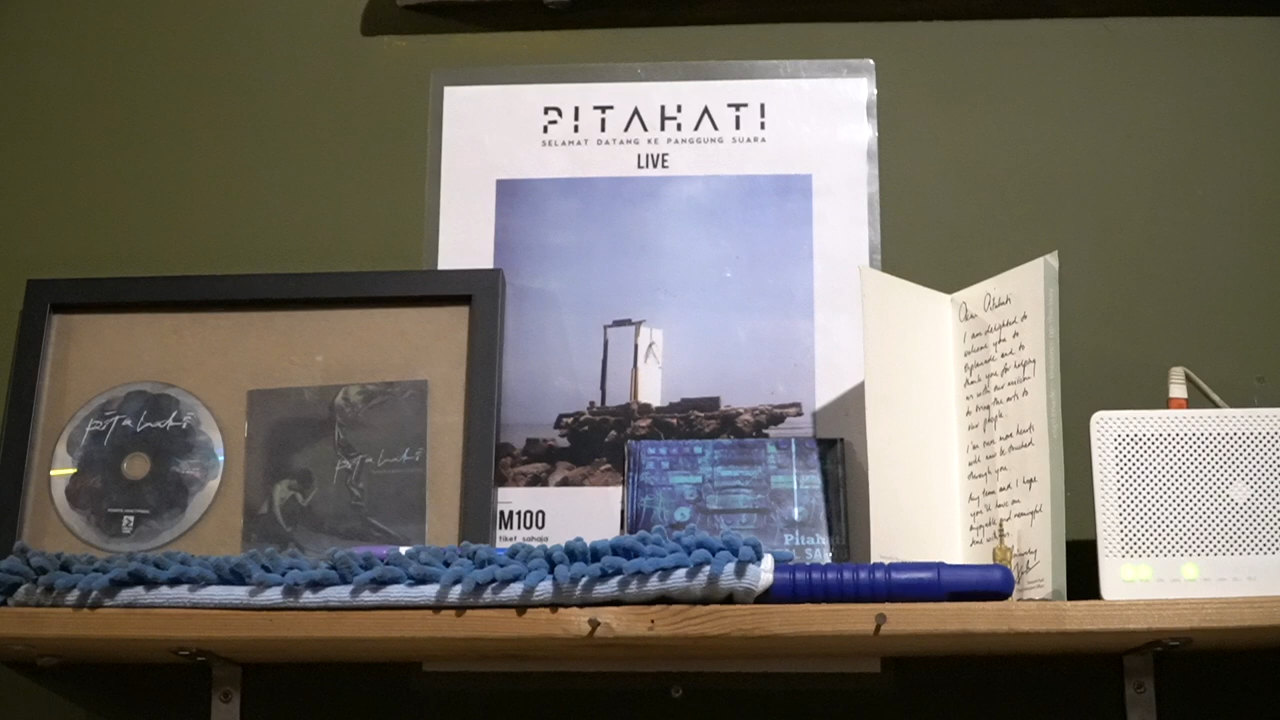 PITAHATI
SELAMAT DATANG KE PANGGUNG SUARA
LIVE
pitahati
pitahati
M100
tiket sahaja
Pitahati
Dear Pitahati
I am delighted to
welcome you to
Esplanade and to
thank you for helping
us with our mission
to bring the arts to
our people.
more hearts
will now be touched
through you.
My team and I hope
you'll have an
enjoyable and meaningful
time with us.